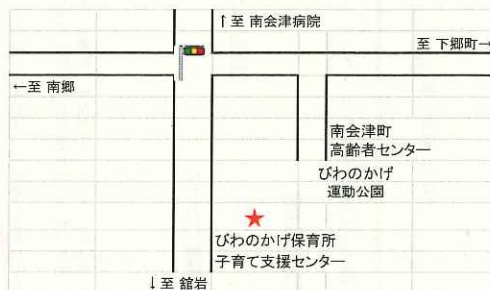 ↑至 南会津病院
至 下郷町→
←至 南郷
南会津町
高齢者センター
びわのかげ
運動公園
びわのかげ保育所
子育て支援センター
↓至 舘岩